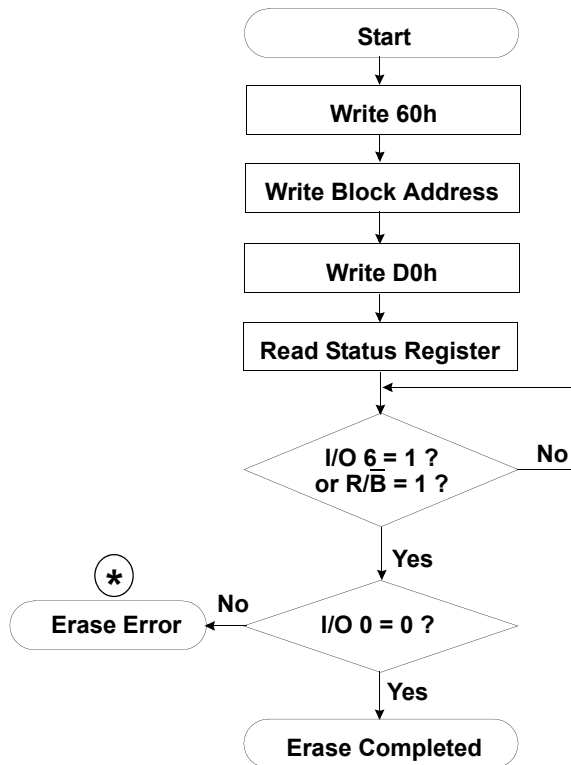 Start
Write 60h
Write Block Address
Write D0h
Read Status Register
I/O 6 = 1 ?
or R/B̅ = 1 ?
No
Yes
*
No
Erase Error
I/O 0 = 0 ?
Yes
Erase Completed